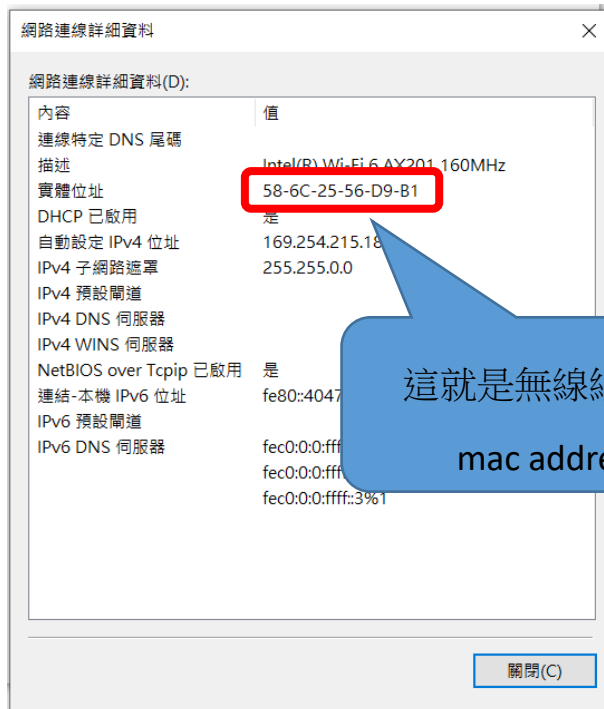 網路連線詳細資料
網路連線詳細資料(D):
內容 值
連線特定 DNS 尾碼
描述 Intel(R) Wi-Fi 6 AX201 160MHz
實體位址 58-6C-25-56-D9-B1
DHCP 已啟用 是
自動設定 IPv4 位址 169.254.215.18
IPv4 子網路遮罩 255.255.0.0
IPv4 預設閘道
IPv4 DNS 伺服器
IPv4 WINS 伺服器
NetBIOS over Tcpip 已啟用 是
連結-本機 IPv6 位址 fe80::4047
IPv6 預設閘道
IPv6 DNS 伺服器 fec0:0:0:fff
fec0:0:0:fff
fec0:0:0:ffff::3%1
這就是無線
mac addre
關閉(C)